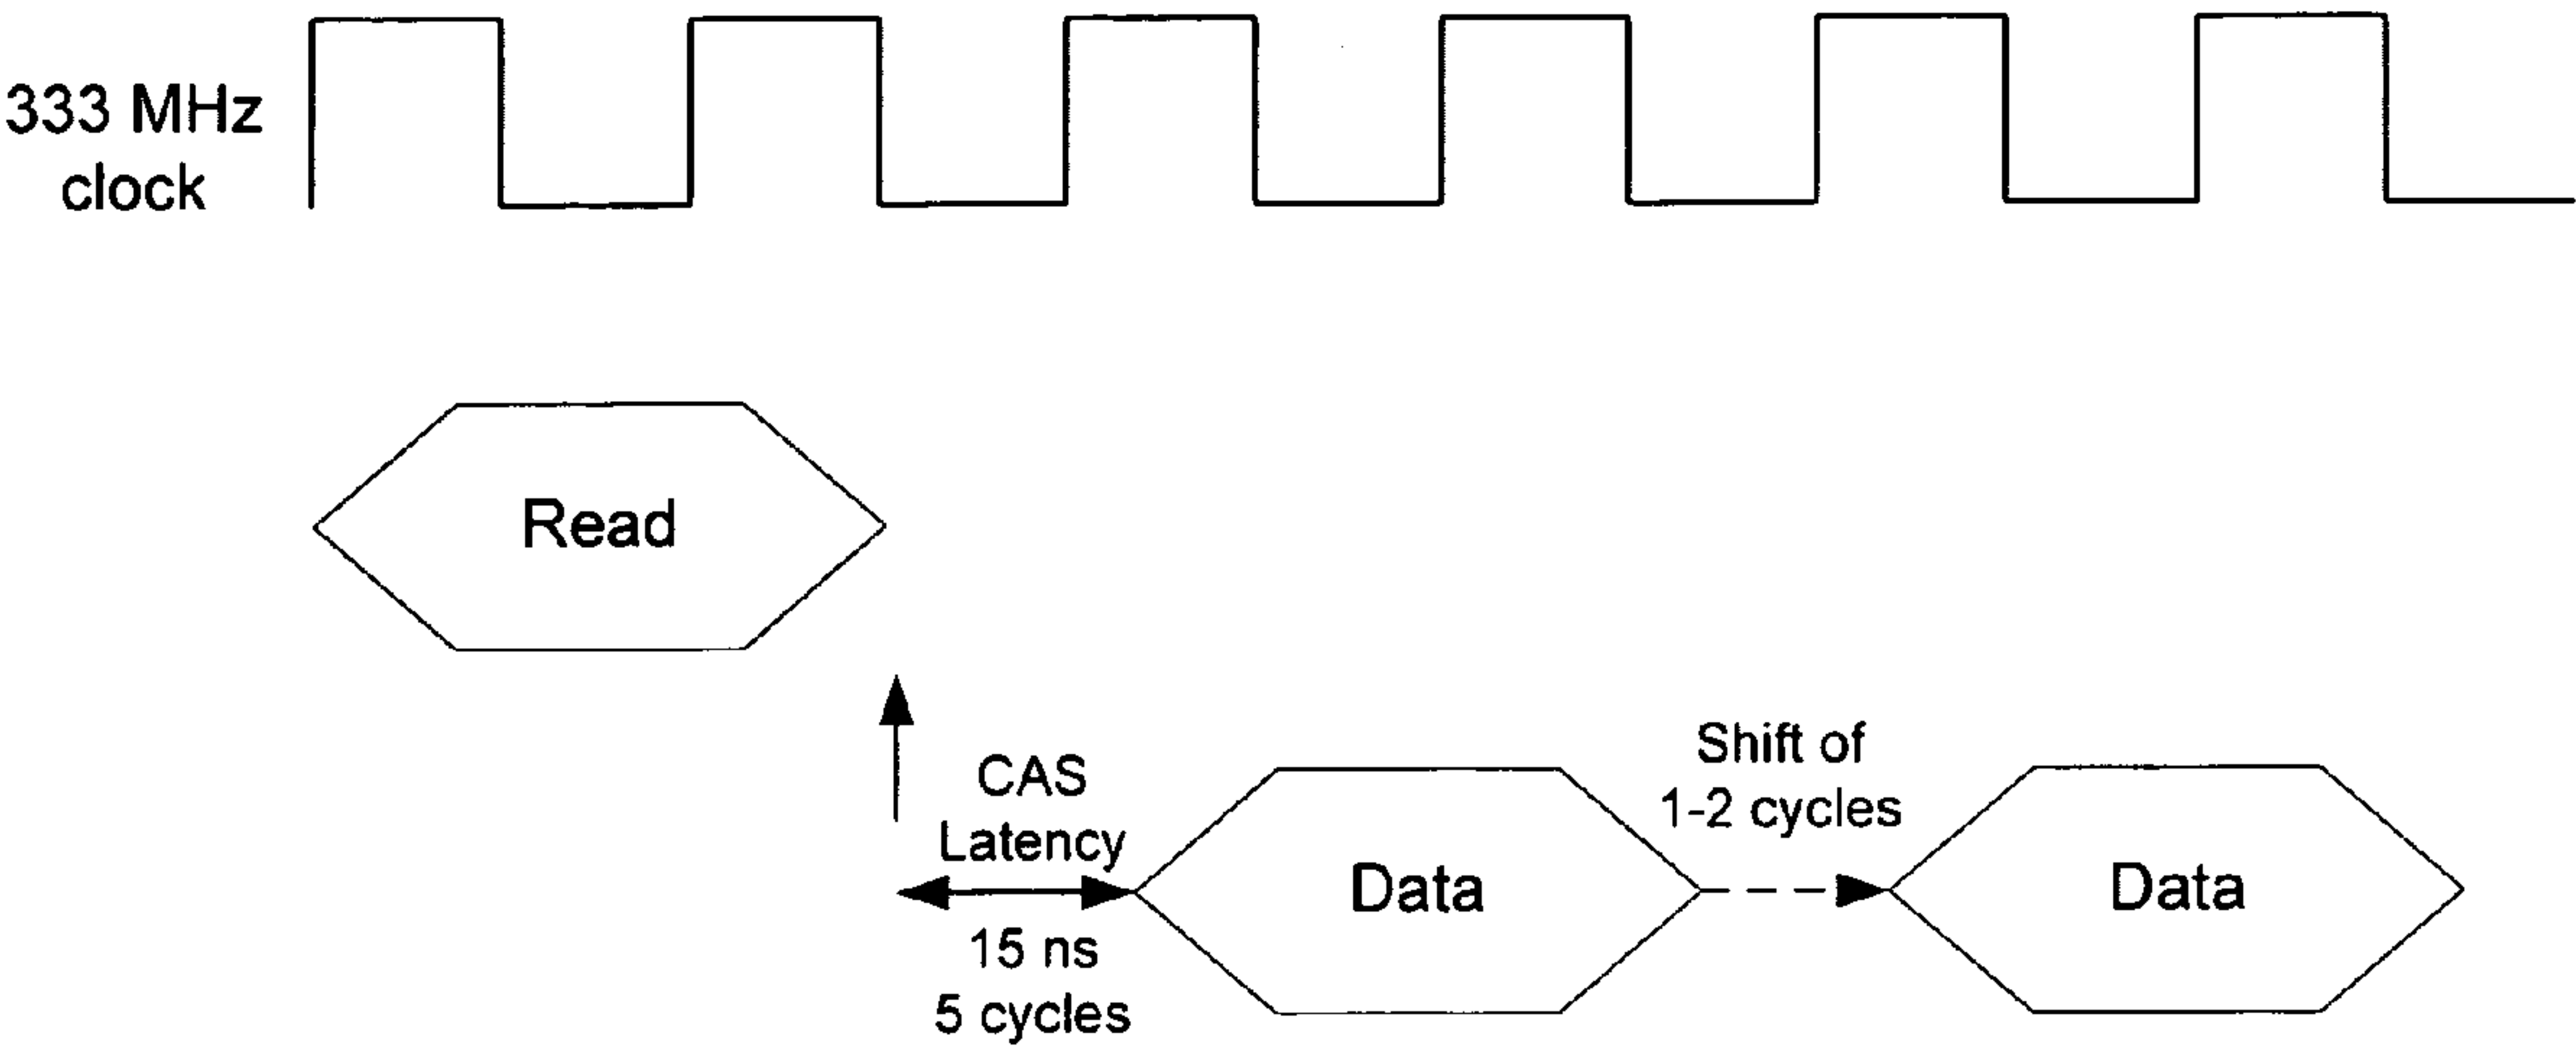 333 MHz
clock
Read
CAS
Latency
15 ns
5 cycles
Data
Shift of
1-2 cycles
Data